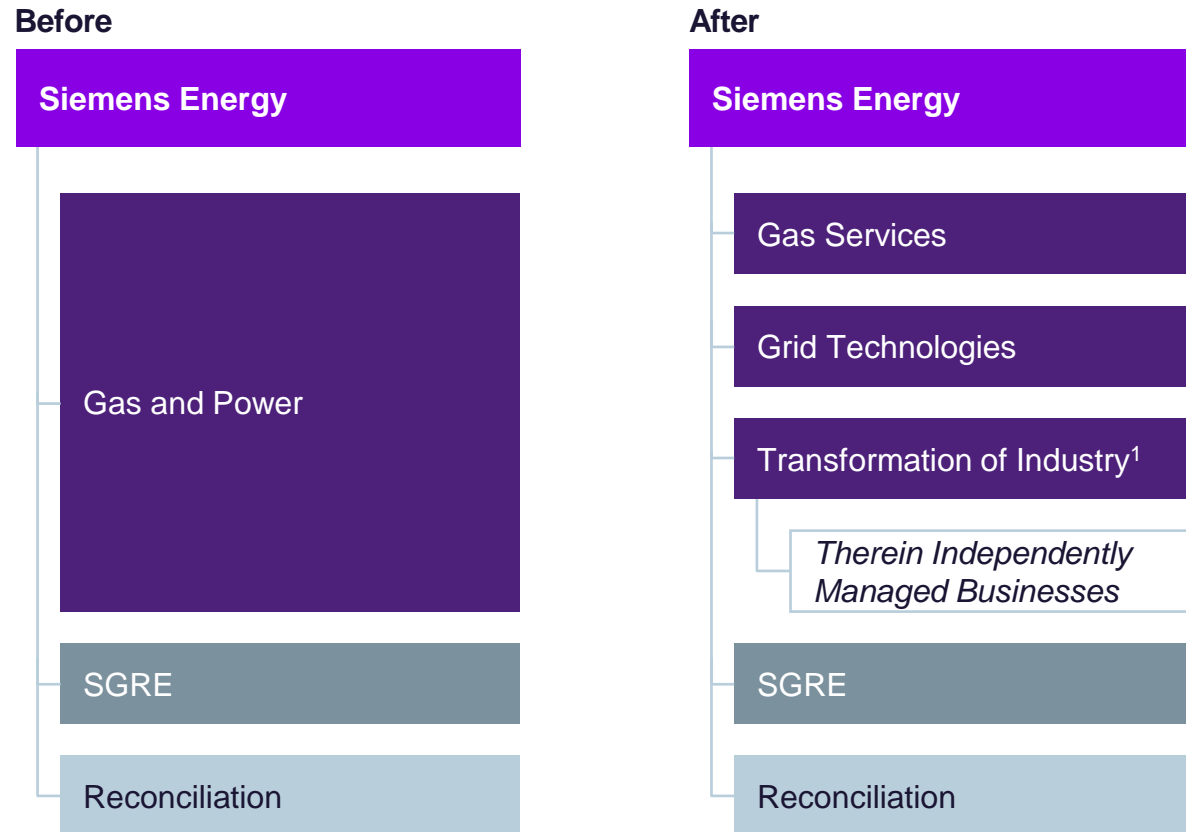 Before
Siemens Energy
Gas and Power
SGRE
Reconciliation
After
Siemens Energy
Gas Services
Grid Technologies
Transformation of Industry¹
Therein Independently
Managed Businesses
SGRE
Reconciliation